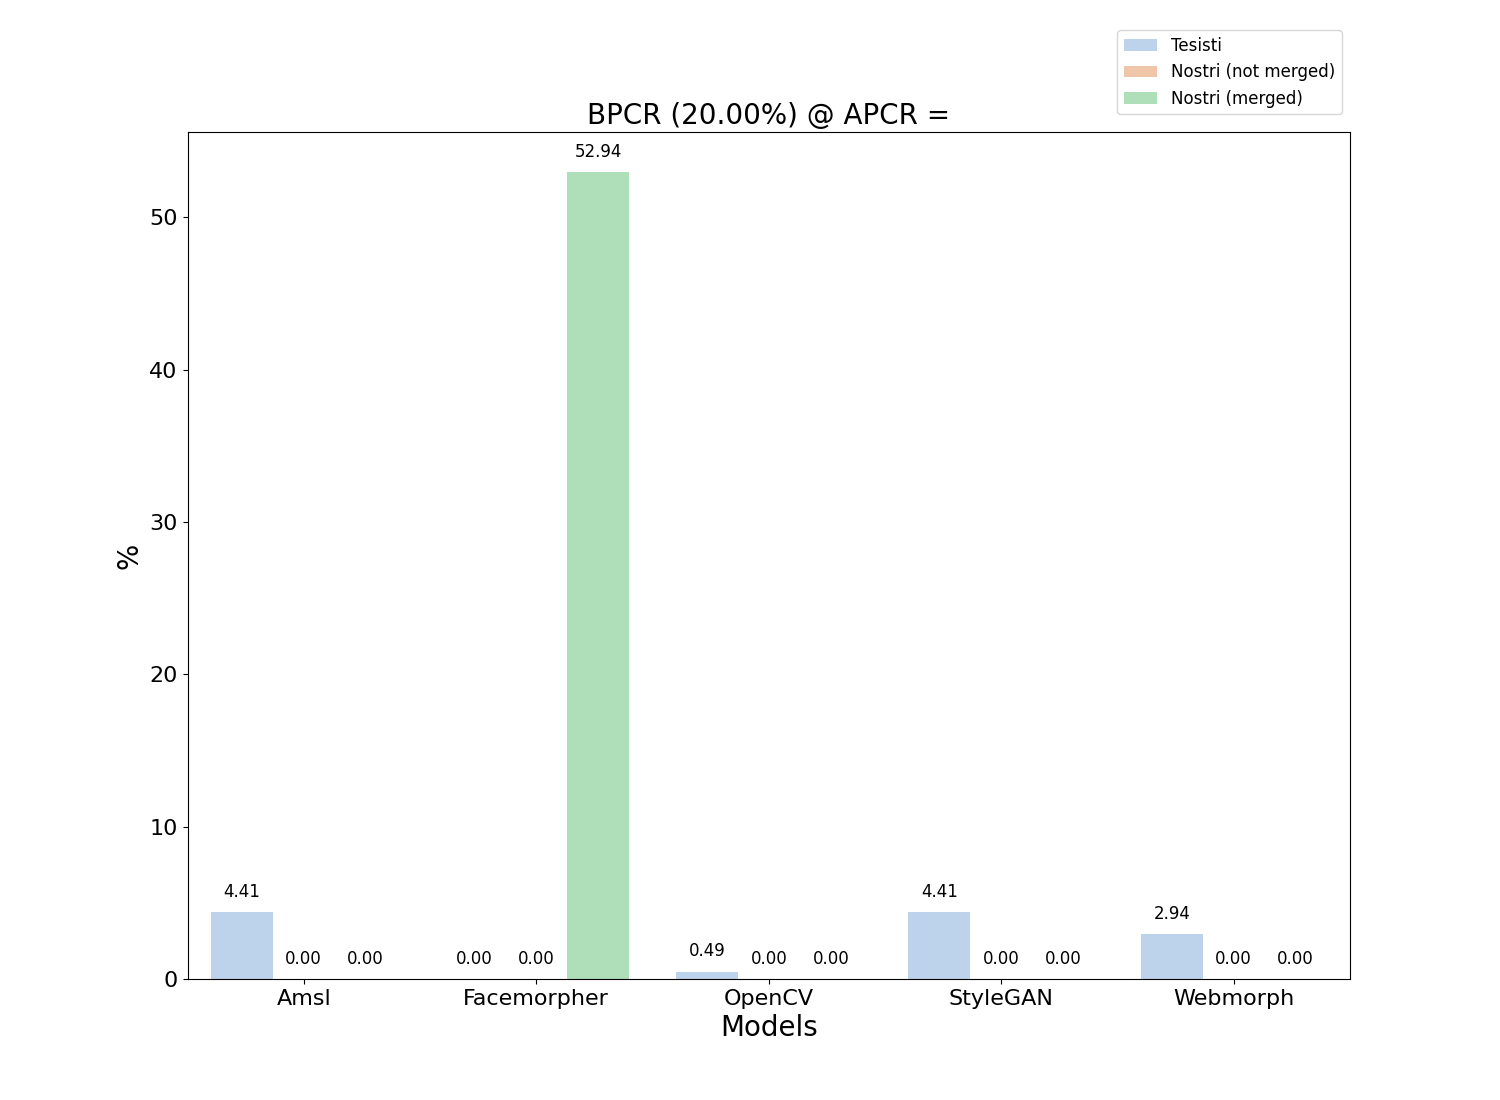 Tesisti
Nostri (not merged)
Nostri (merged)
BPCR (20.00%) @ APCR =
52.94
50
40
30
20
10
0
%
4.41
0.00 0.00
0.00 0.00
0.49
0.00 0.00
4.41
0.00 0.00
2.94
0.00 0.00
Amsl Facemorpher OpenCV StyleGAN Webmorph
Models